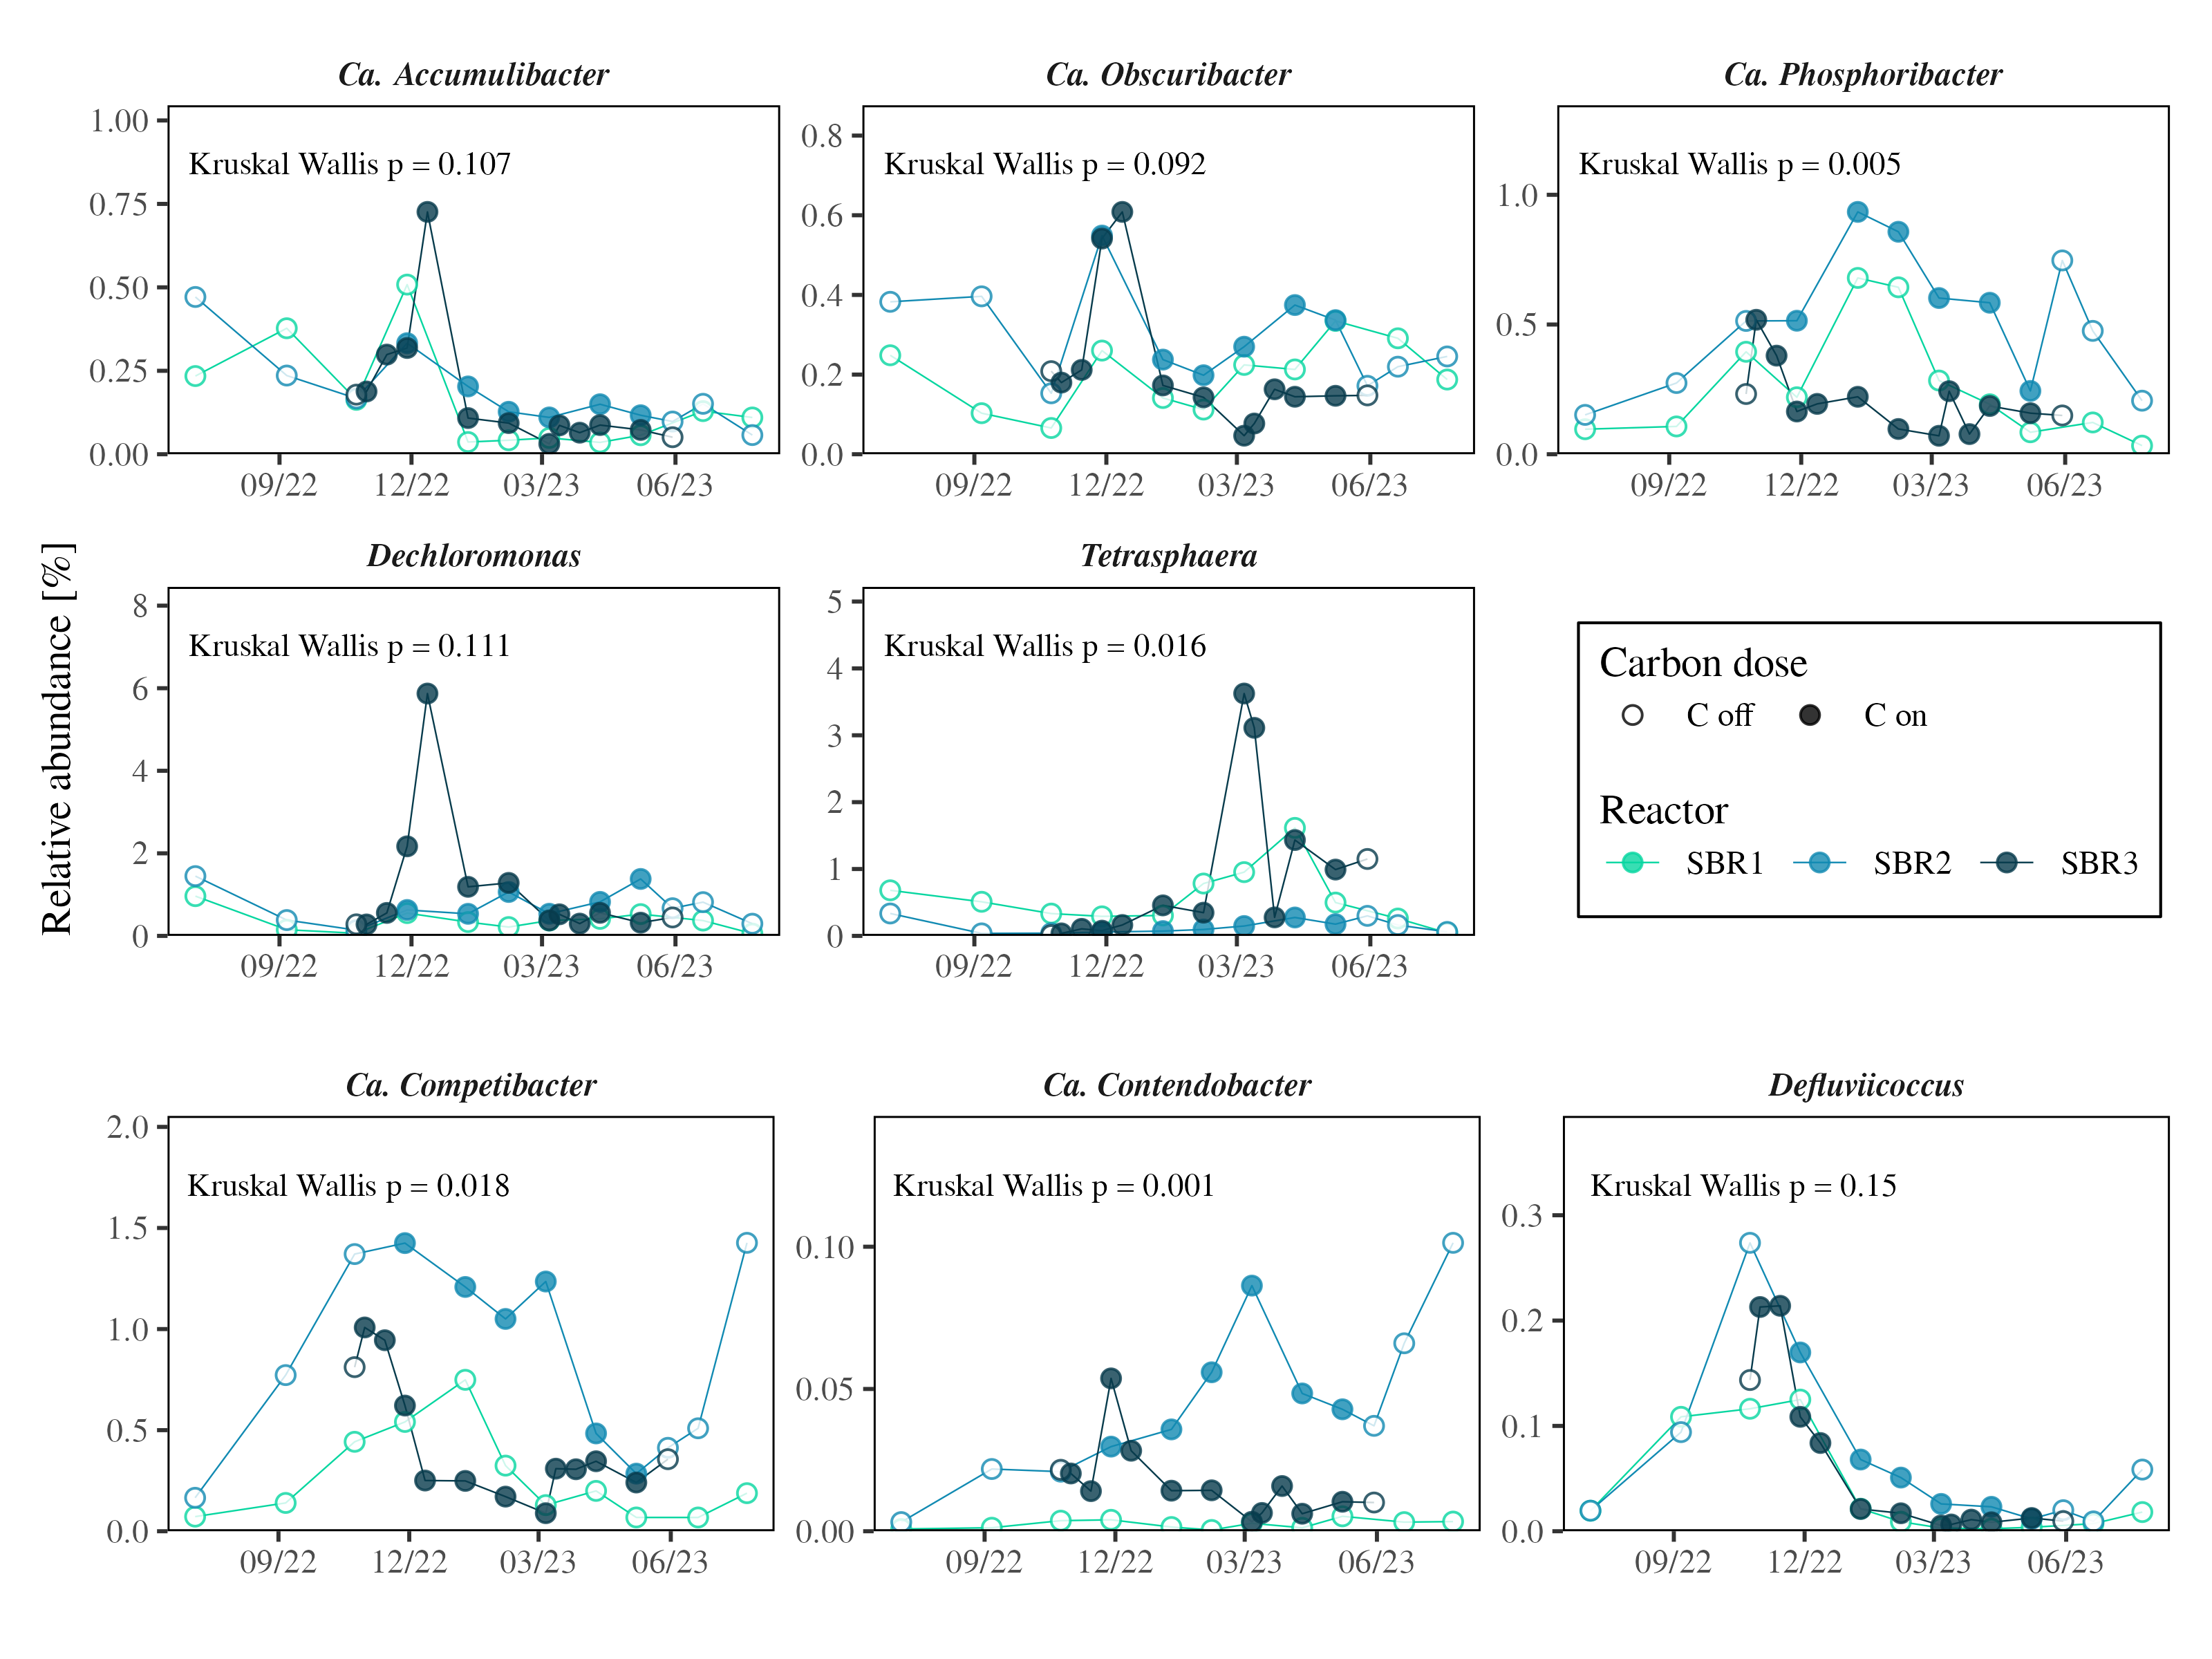 Ca. Accumulibacter
Ca. Obscuribacter
Ca. Phosphoribacter
Kruskal Wallis p = 0.107
1.00
0.75
0.50
0.25
0.00
09/22 12/22 03/23 06/23
Kruskal Wallis p = 0.092
0.8
0.6
0.4
0.2
0.0
09/22 12/22 03/23 06/23
Kruskal Wallis p = 0.005
1.0
0.5
0.0
09/22 12/22 03/23 06/23
Relative abundance [%]
Dechloromonas
Tetrasphaera
Kruskal Wallis p = 0.111
8
6
4
2
0
09/22 12/22 03/23 06/23
Kruskal Wallis p = 0.016
5
4
3
2
1
0
09/22 12/22 03/23 06/23
Carbon dose
C off C on
Reactor
SBR1 SBR2 SBR3
Ca. Competibacter
Ca. Contendobacter
Defluviicoccus
Kruskal Wallis p = 0.018
2.0
1.5
1.0
0.5
0.0
09/22 12/22 03/23 06/23
Kruskal Wallis p = 0.001
0.10
0.05
0.00
09/22 12/22 03/23 06/23
Kruskal Wallis p = 0.15
0.3
0.2
0.1
0.0
09/22 12/22 03/23 06/23